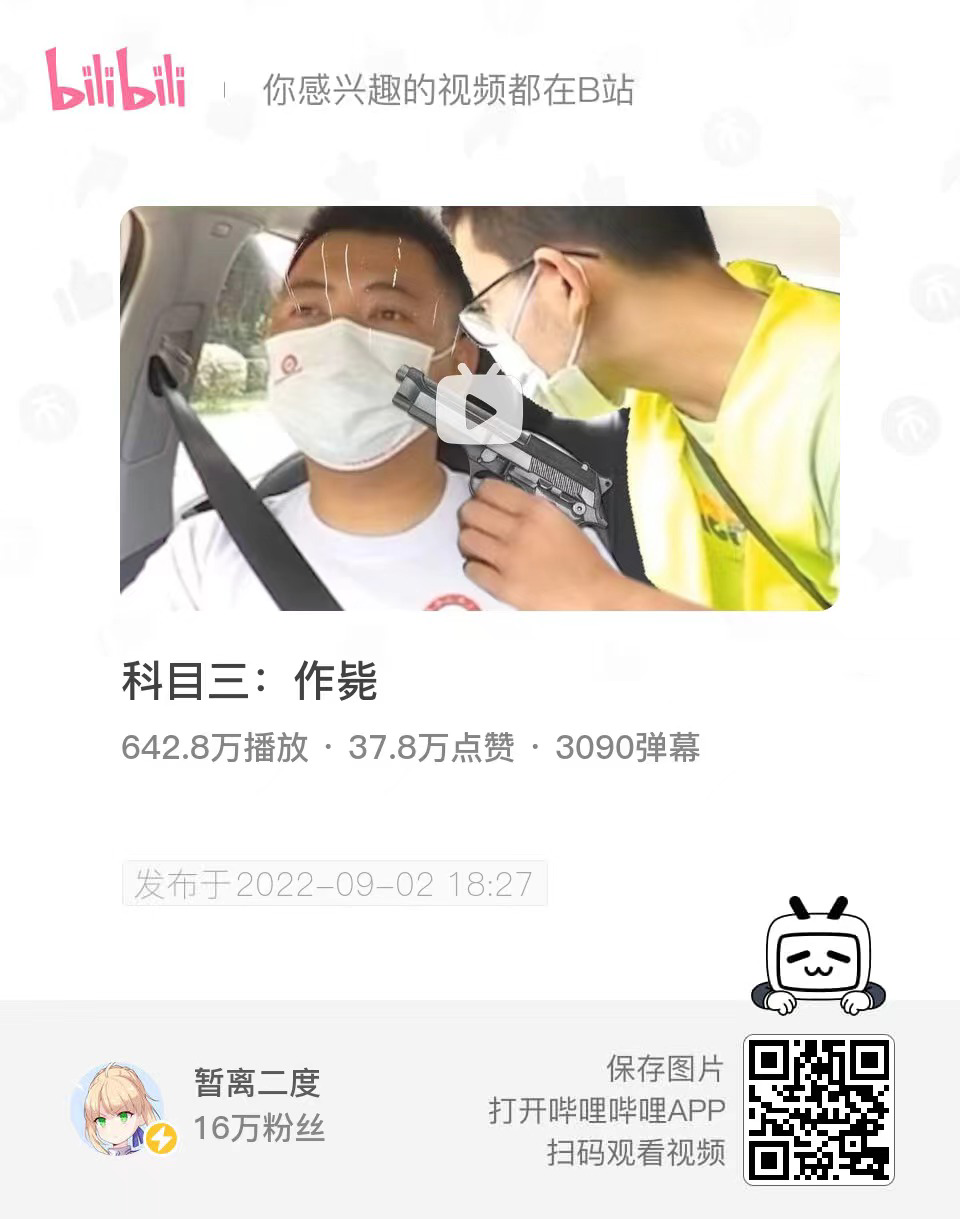 bilibili
你感兴趣的视频都在B站
科目三：作毙
642.8万播放 · 37.8万点赞 · 3090弹幕
发布于2022-09-02 18:27
暂离二度
16万粉丝
保存图片
打开哔哩哔哩APP
扫码观看视频